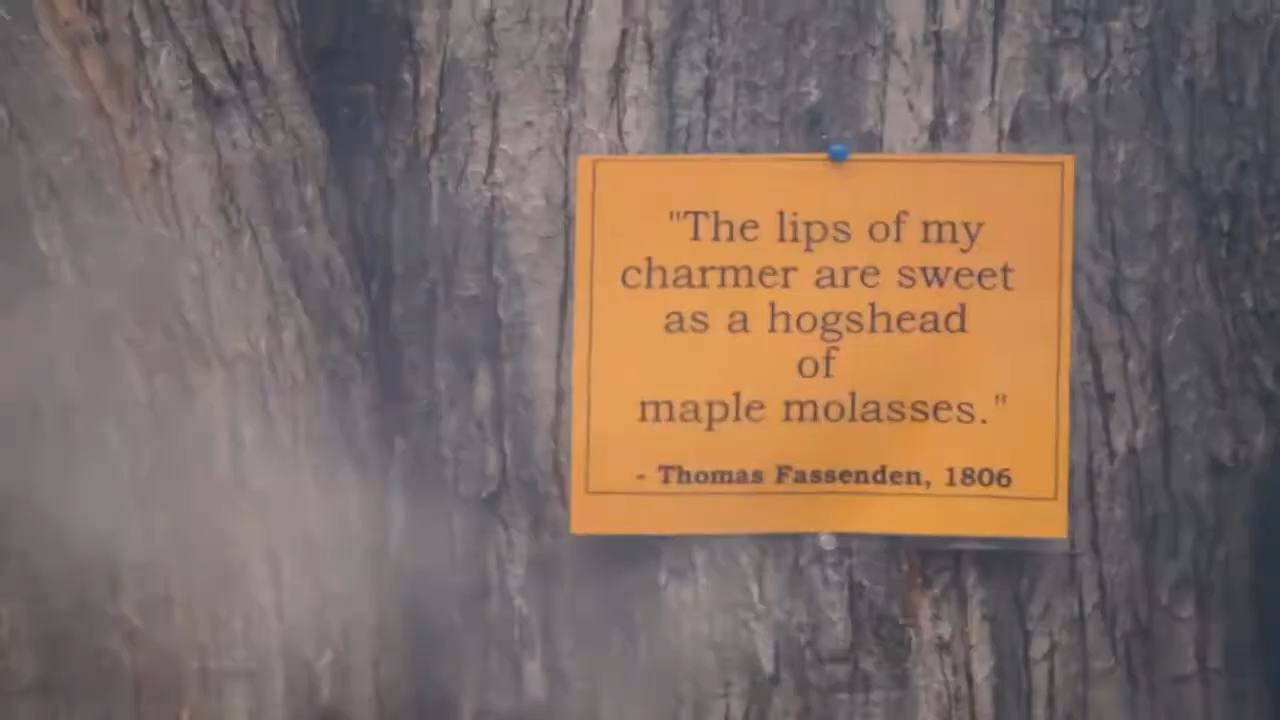 "The lips of my
charmer are sweet
as a hogshead
of
maple molasses."
- Thomas Fassenden, 1806